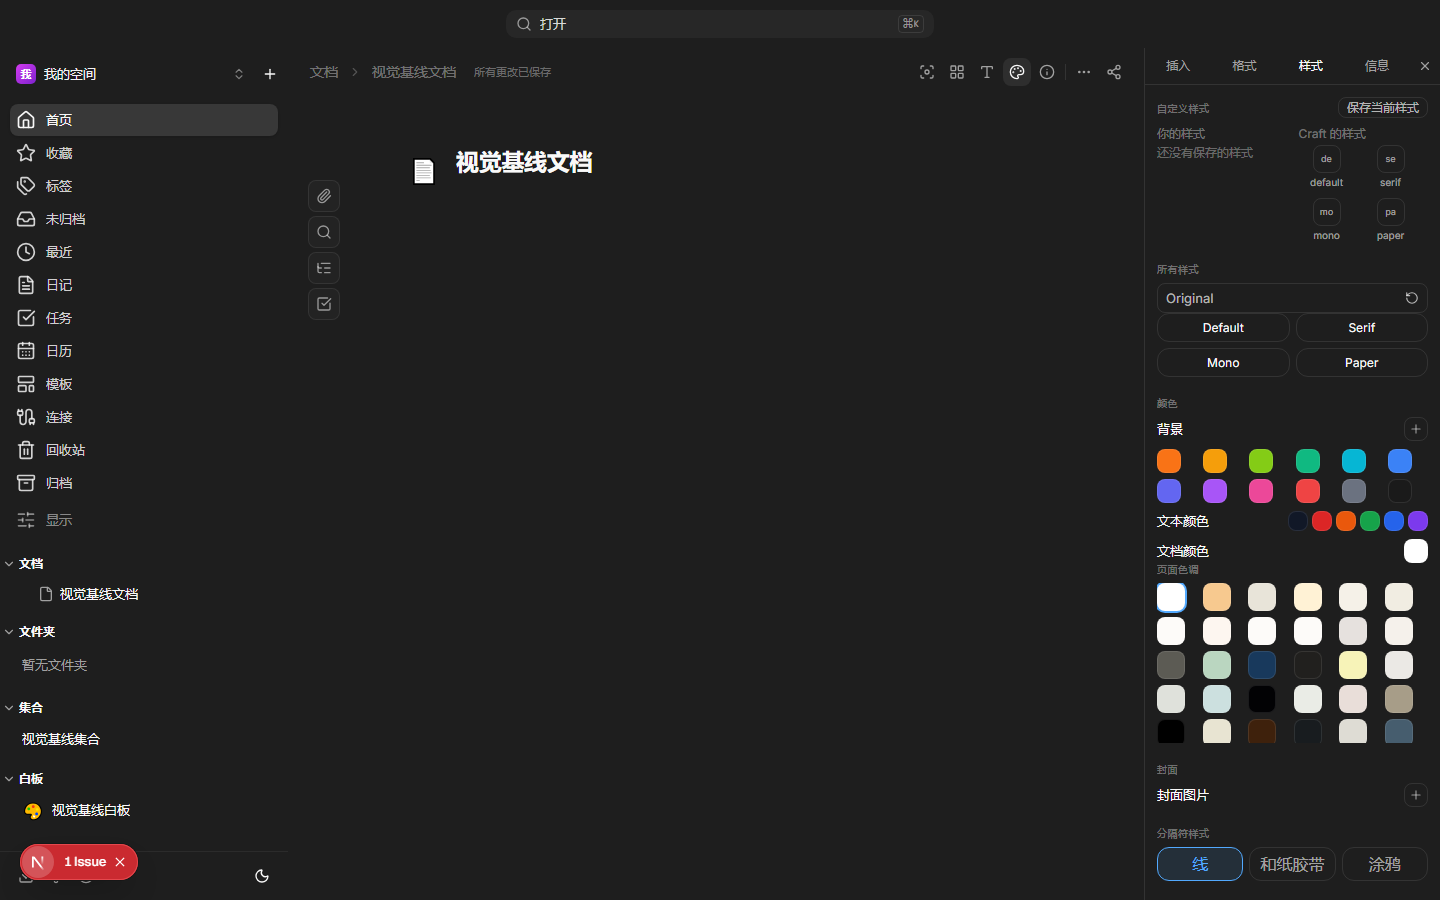 打开
⌘K
我 我的空间
首页
收藏
标签
未归档
最近
日记
任务
日历
模板
连接
回收站
归档
显示
文档
视觉基线文档
文件夹
暂无文件夹
集合
视觉基线集合
白板
视觉基线白板
N 1 Issue
文档 视觉基线文档 所有更改已保存
视觉基线文档
插入 格式 样式 信息
自定义样式 保存当前样式
你的样式 Craft 的样式
还没有保存的样式
de se
default serif
mo pa
mono paper
所有样式
Original
Default Serif
Mono Paper
颜色
背景
文本颜色
文档颜色
页面色调
封面
封面图片
分隔符样式
线 和纸胶带 涂鸦